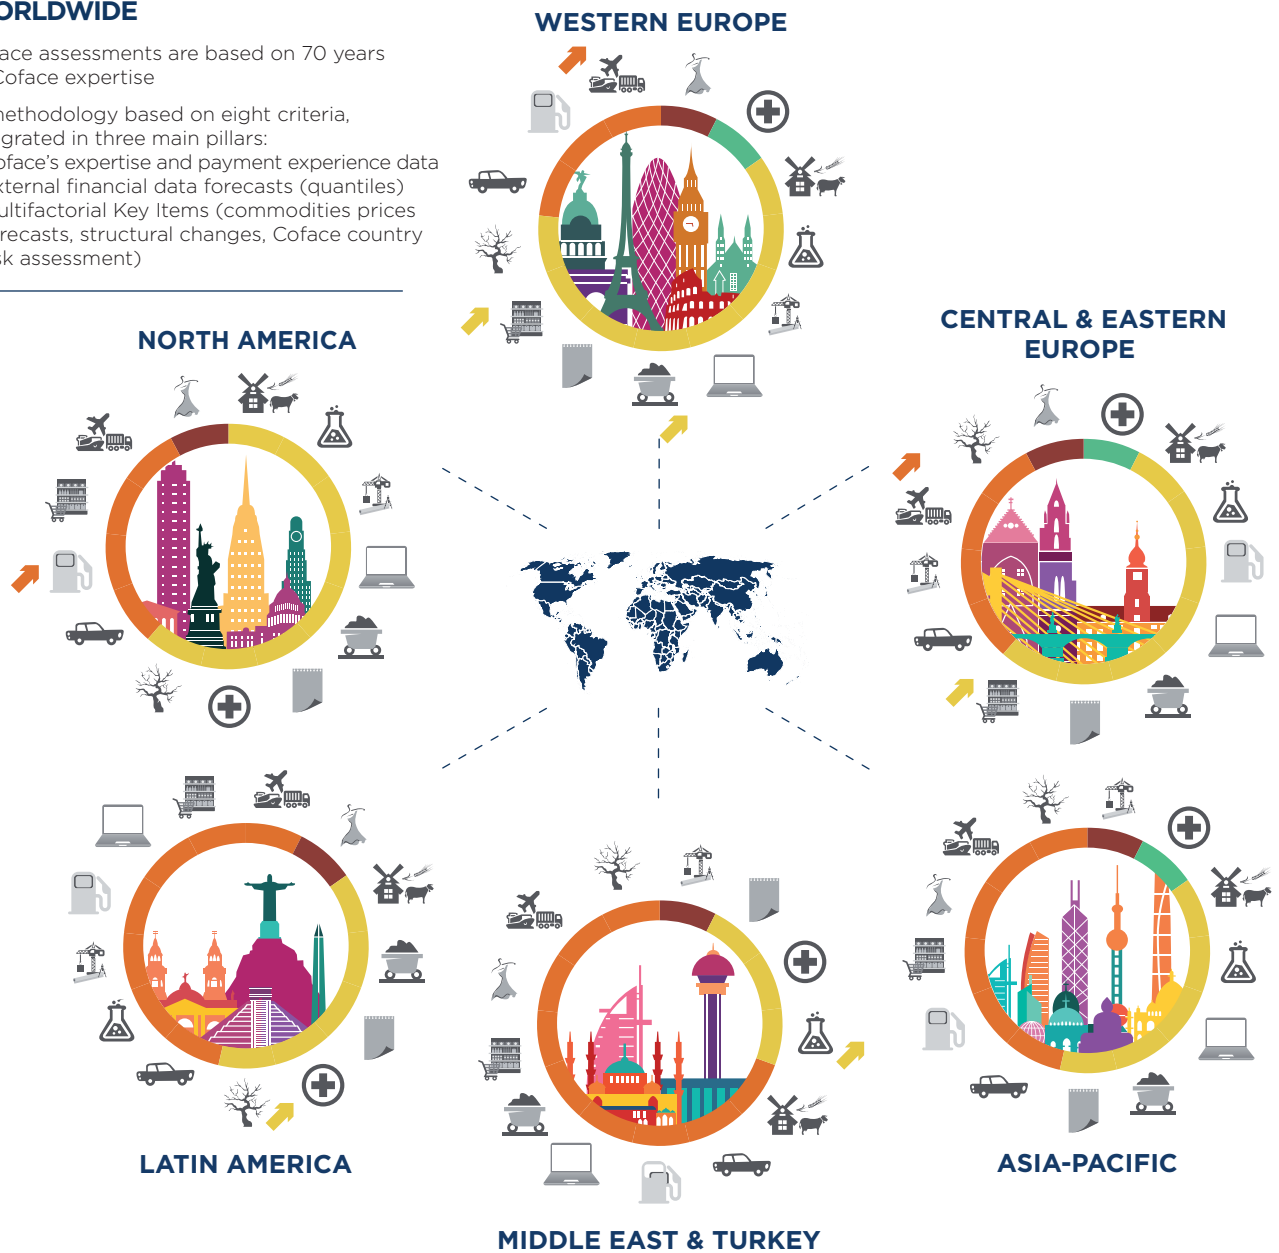 ORLDWIDE
ace assessments are based on 70 years
Coface expertise
nethodology based on eight criteria,
grated in three main pillars:
oface's expertise and payment experience data
xternal financial data forecasts (quantiles)
ultifactorial Key Items (commodities prices
recasts, structural changes, Coface country
sk assessment)
WESTERN EUROPE
NORTH AMERICA
CENTRAL & EASTERN
EUROPE
LATIN AMERICA
ASIA-PACIFIC
MIDDLE EAST & TURKEY